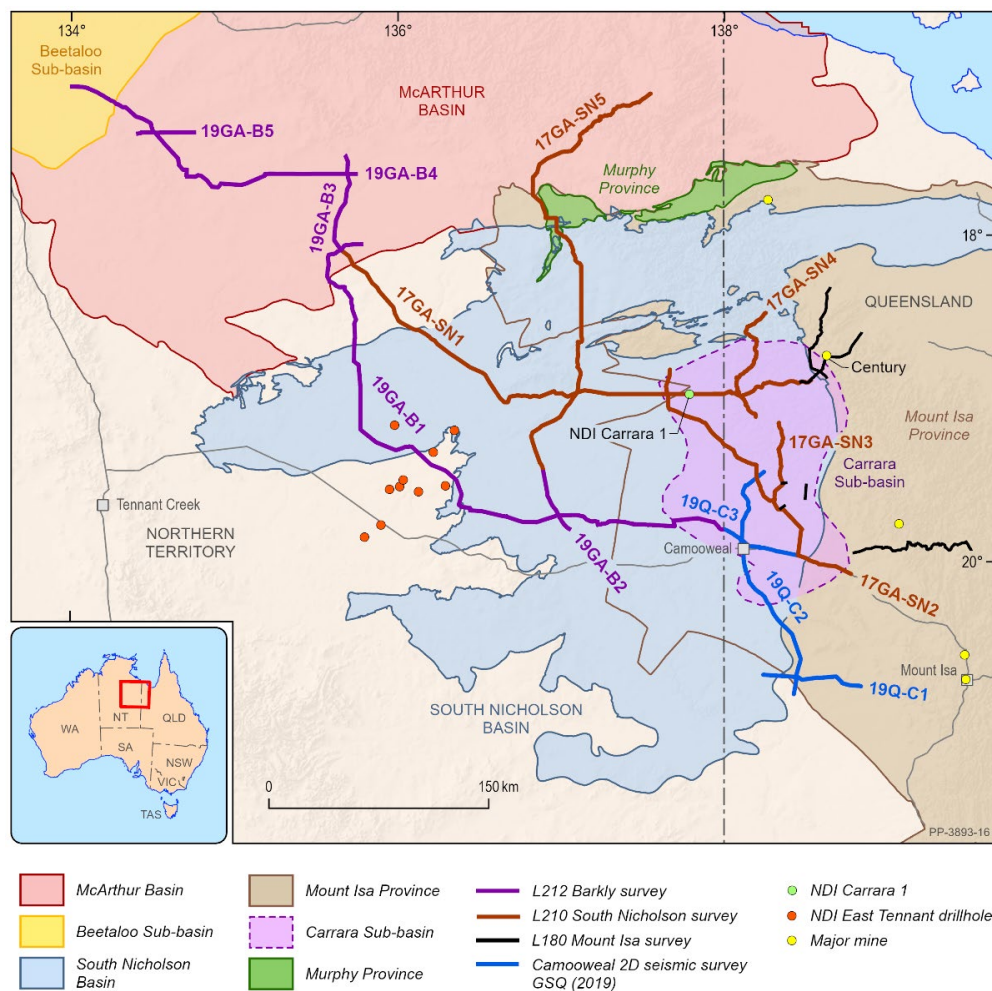 134°
136°
138°
Beetaloo
Sub-basin
McARTHUR
BASIN
17GA-SN5
19GA-B5
19GA-B4
19GA-B3
Murphy
Province
18°
17GA-SN1
17GA-SN4
QUEENSLAND
Century
19GA-B1
NDI Carrara 1
Mount Isa
Province
17GA-SN3
Carrara
Sub-basin
Tennant Creek
NORTHERN
TERRITORY
19Q-C3
Camooweal
19GA-B2
20°
17GA-SN2
19Q-C2
Mount Isa
19Q-C1
SOUTH NICHOLSON
BASIN
WA
NT
QLD
SA
NSW
VIC
TAS
0
150 km
PP-3893-16
McArthur Basin
Mount Isa Province
L212 Barkly survey
NDI Carrara 1
Beetaloo Sub-basin
Carrara Sub-basin
L210 South Nicholson survey
NDI East Tennant drillhole
South Nicholson
Basin
Murphy Province
L180 Mount Isa survey
Major mine
Camooweal 2D seismic survey
GSQ (2019)